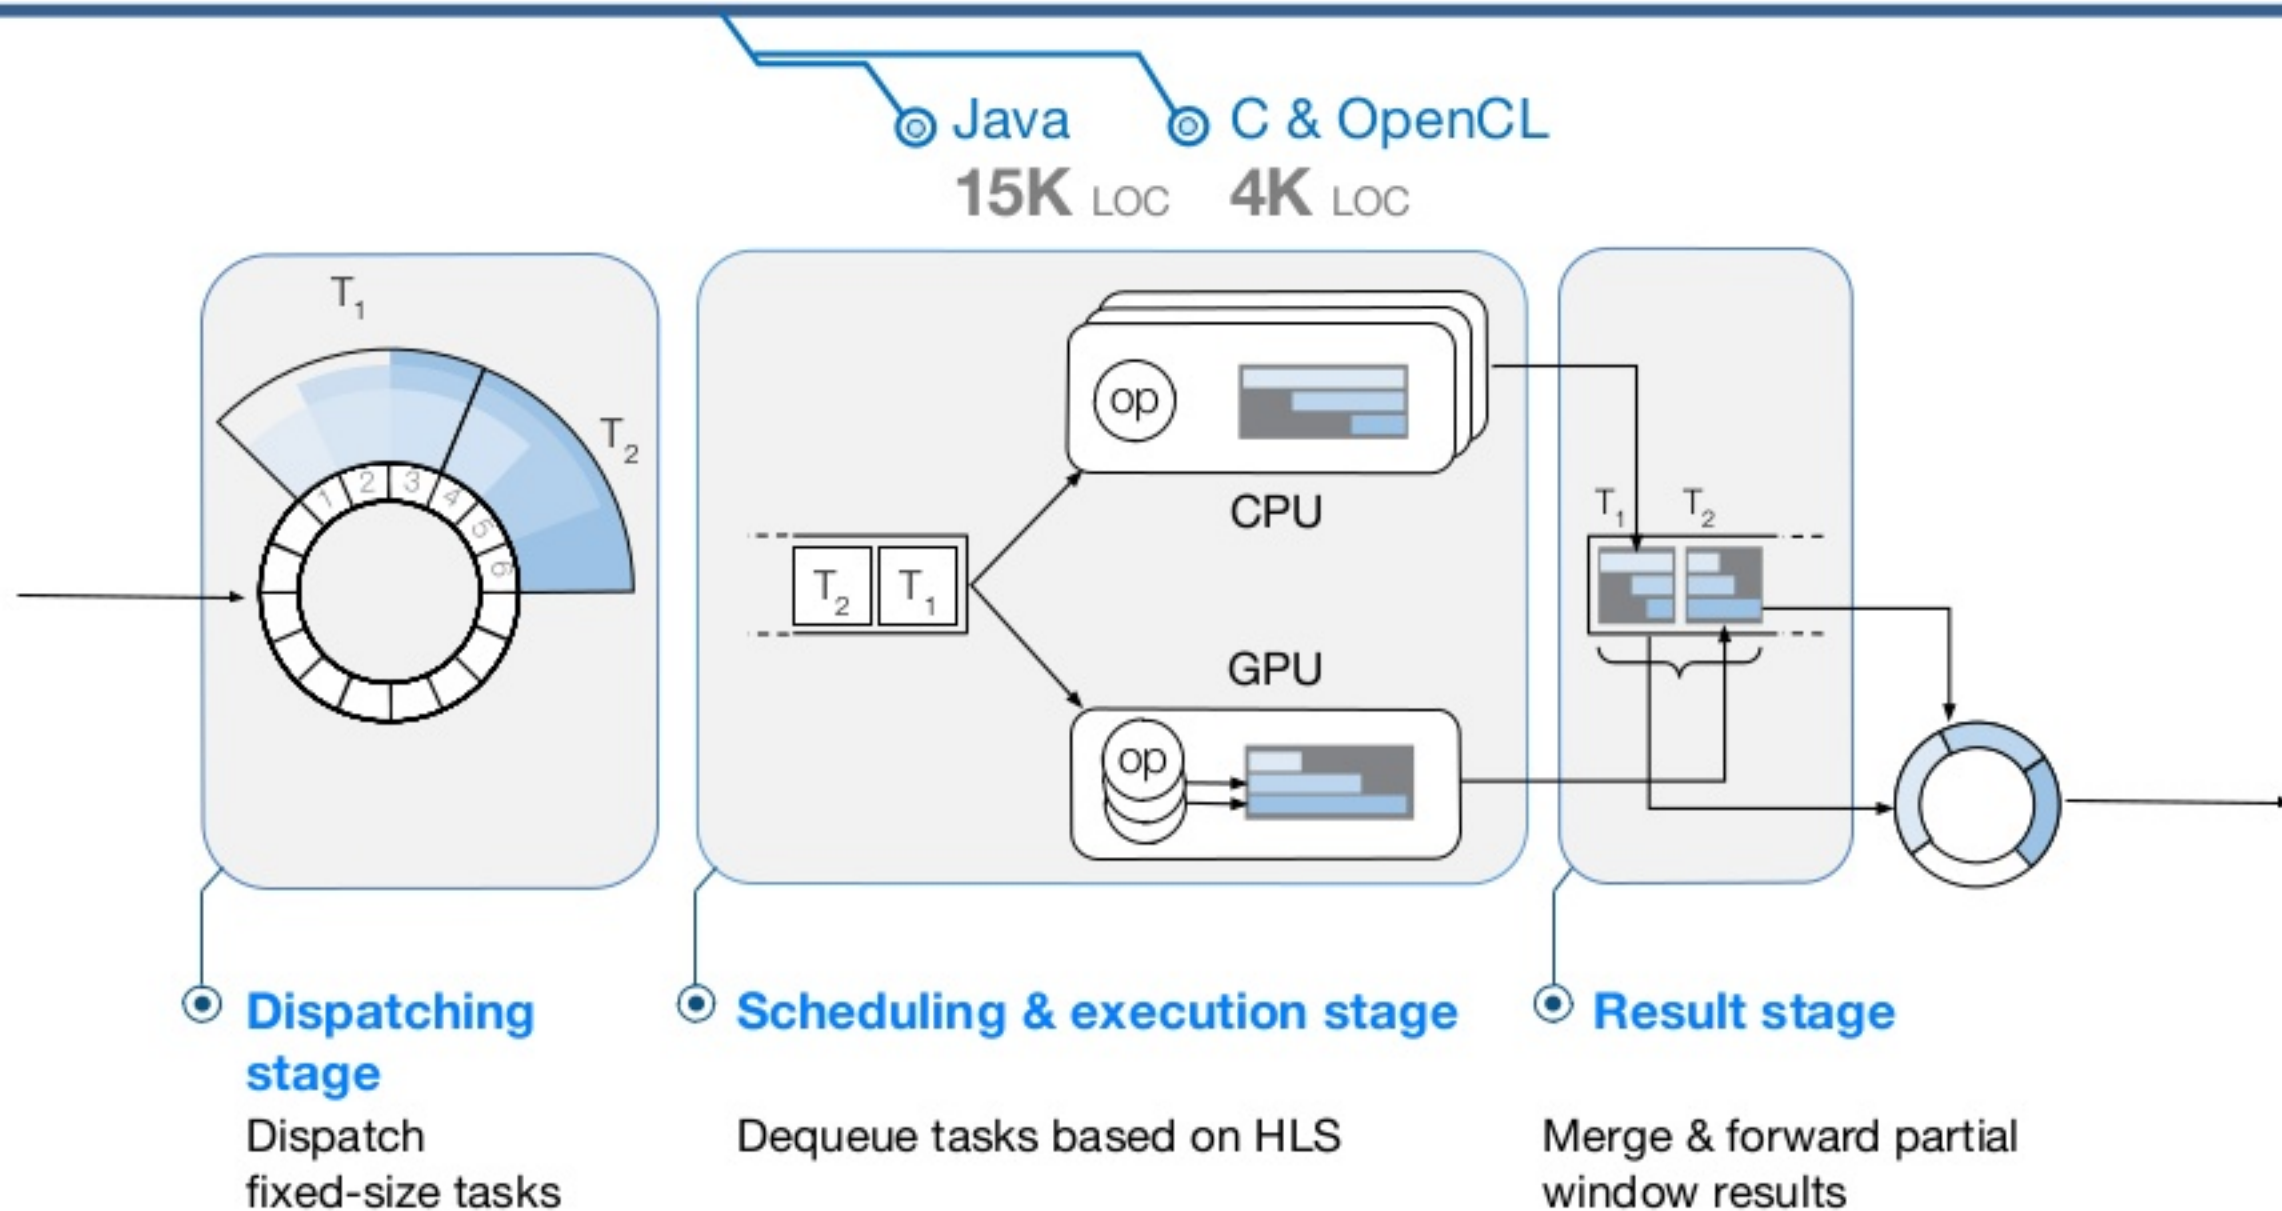 Java
C & OpenCL
15K LOC
4K LOC
T1
T2
1 2 3 4 5 6
T2 T1
op
CPU
GPU
op
T1 T2
Dispatching
stage
Dispatch
fixed-size tasks
Scheduling & execution stage
Dequeue tasks based on HLS
Result stage
Merge & forward partial
window results